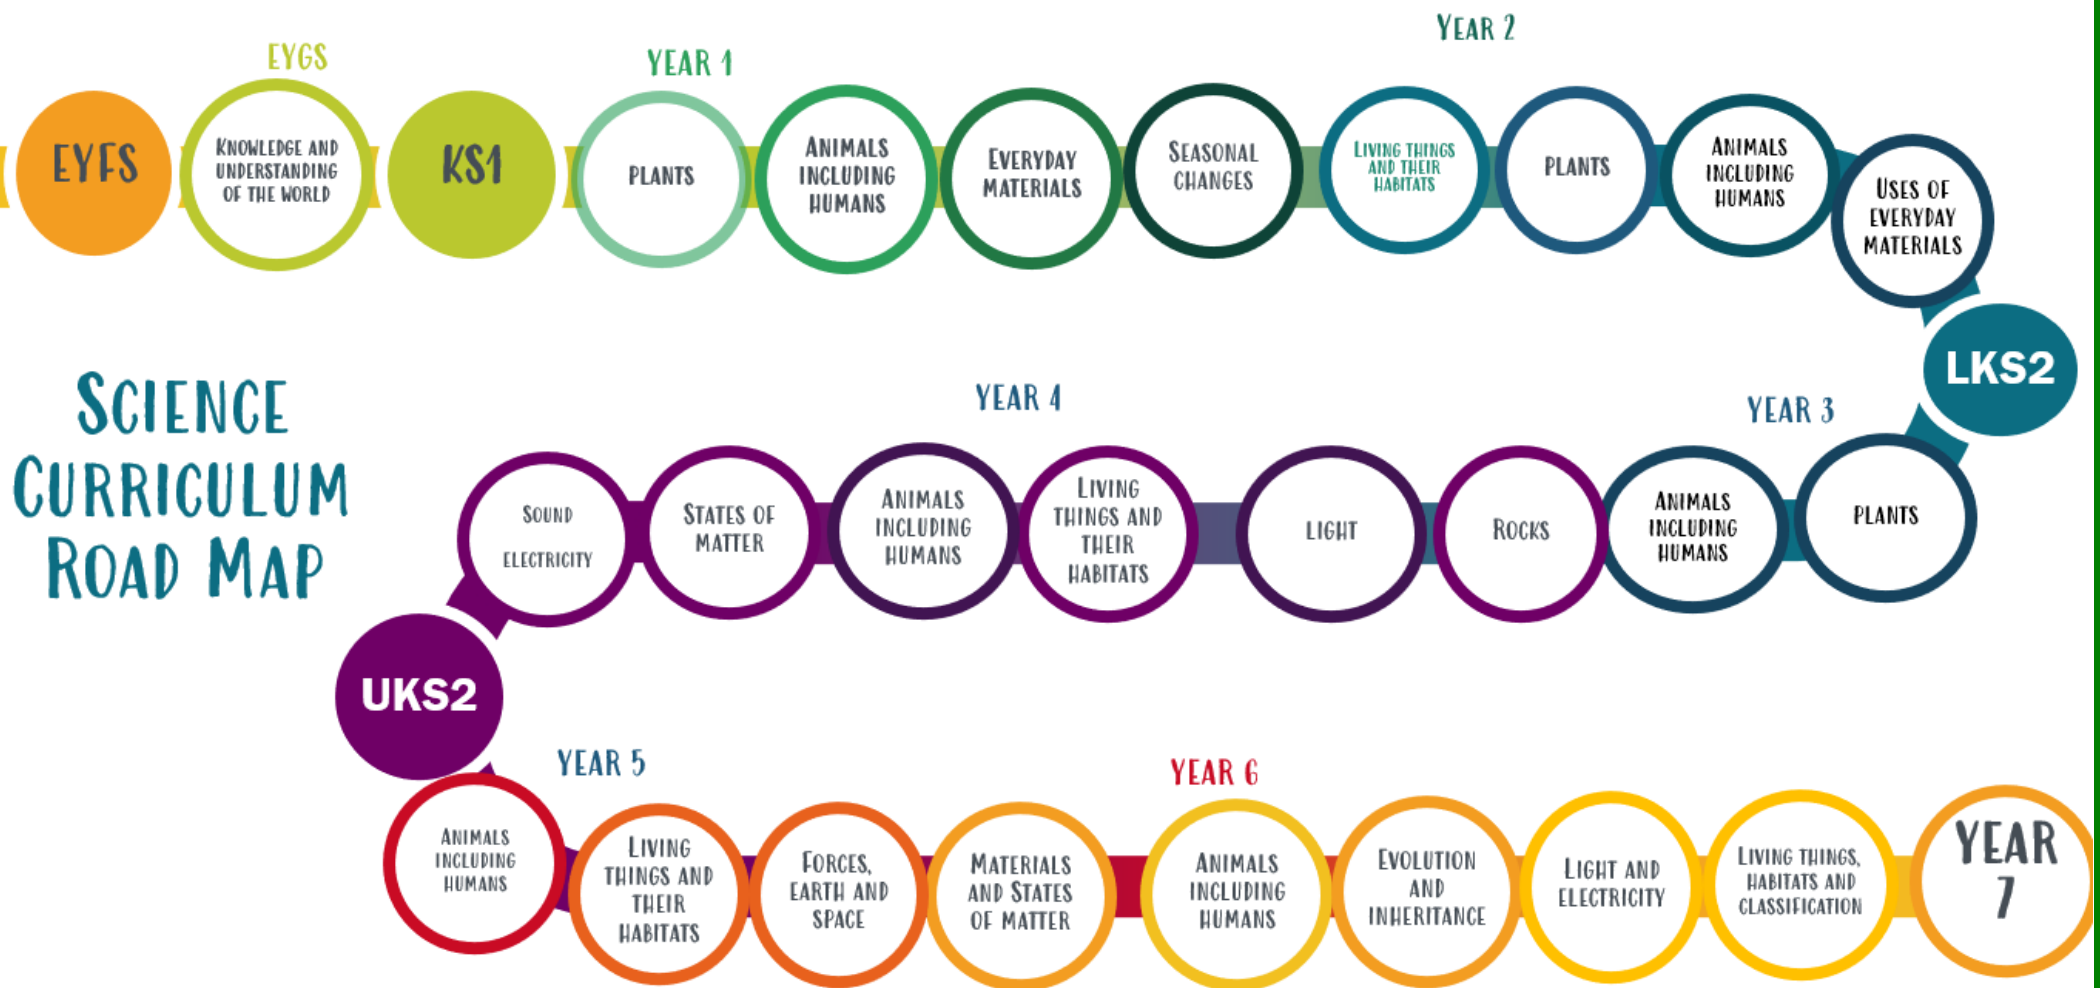 EYGS
YEAR 1
YEAR 2
EYFS
KNOWLEDGE AND
UNDERSTANDING
OF THE WORLD
KS1
PLANTS
ANIMALS
INCLUDING
HUMANS
EVERYDAY
MATERIALS
SEASONAL
CHANGES
LIVING THINGS
AND THEIR
HABITATS
PLANTS
ANIMALS
INCLUDING
HUMANS
USES OF
EVERYDAY
MATERIALS
LKS2
SCIENCE
CURRICULUM
ROAD MAP
YEAR 3
PLANTS
ANIMALS
INCLUDING
HUMANS
ROCKS
LIGHT
YEAR 4
LIVING
THINGS AND
THEIR
HABITATS
ANIMALS
INCLUDING
HUMANS
STATES OF
MATTER
SOUND
ELECTRICITY
UKS2
YEAR 5
ANIMALS
INCLUDING
HUMANS
LIVING
THINGS AND
THEIR
HABITATS
FORCES,
EARTH AND
SPACE
MATERIALS
AND STATES
OF MATTER
YEAR 6
ANIMALS
INCLUDING
HUMANS
EVOLUTION
AND
INHERITANCE
LIGHT AND
ELECTRICITY
LIVING THINGS,
HABITATS AND
CLASSIFICATION
YEAR
7